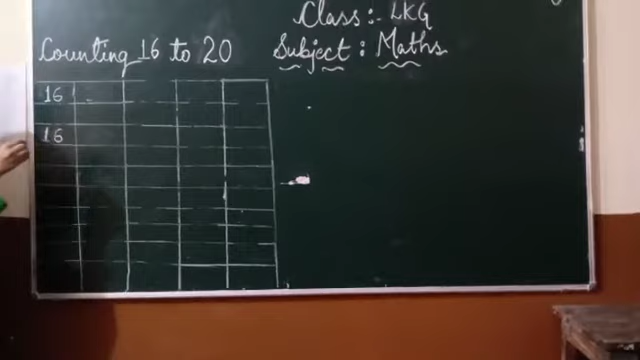 Class:- LKG
Counting 16 to 20
Subject : Maths
16
16